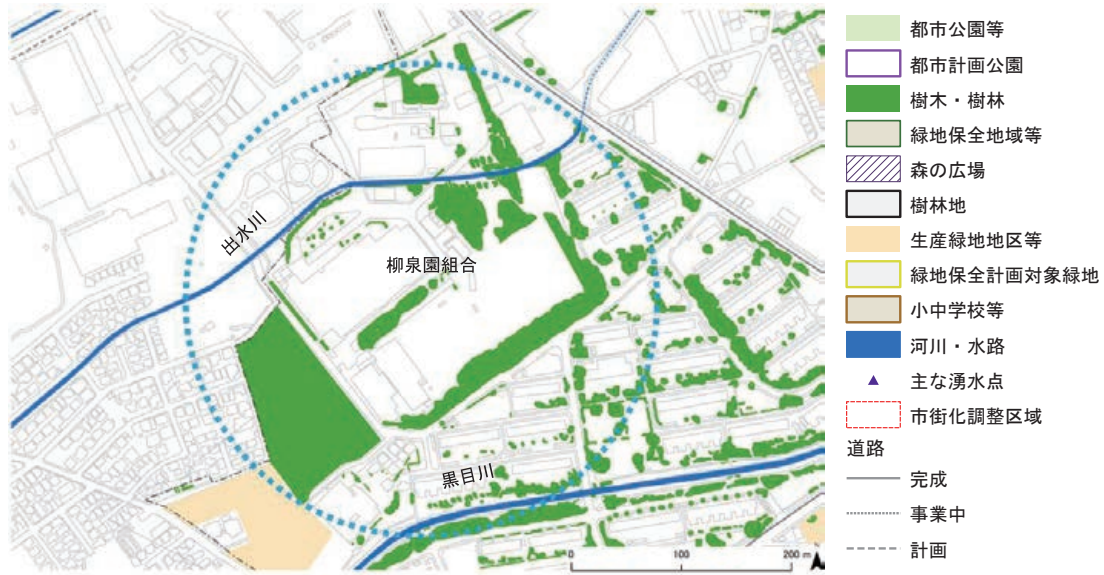 出水川
柳泉園組合
黒目川
0 100 200 m
都市公園等
都市計画公園
樹木・樹林
緑地保全地域等
森の広場
樹林地
生産緑地地区等
緑地保全計画対象緑地
小中学校等
河川・水路
主な湧水点
市街化調整区域
道路
完成
事業中
計画